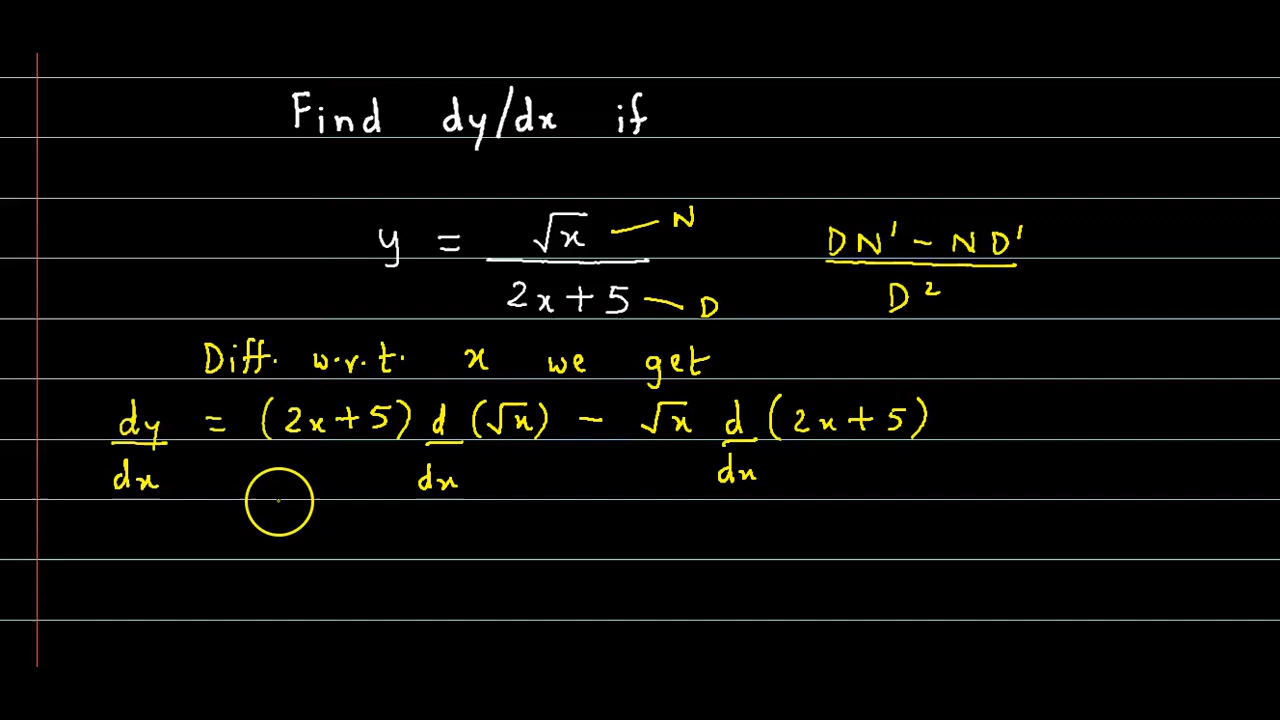 Find dy/dx if
y = √x / 2x+5
— N
— D
DN' - ND' / D²
Diff. w.r.t. x we get
dy/dx = (2x+5) d/dx (√x) - √x d/dx (2x+5)